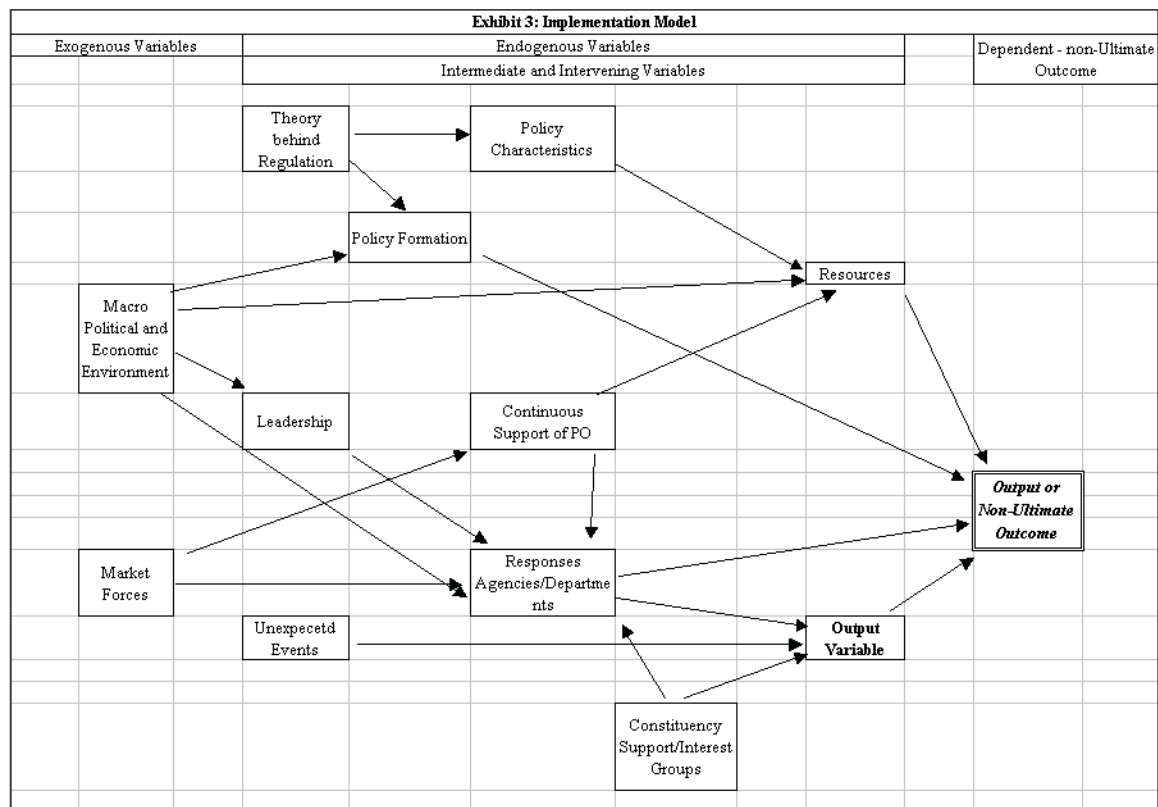 Exhibit 3: Implementation Model
Exogenous Variables
Endogenous Variables
Dependent - non-Ultimate
Outcome
Intermediate and Intervening Variables
Theory
behind
Regulation
Policy
Characteristics
Policy Formation
Resources
Macro
Political and
Economic
Environment
Leadership
Continuous
Support of PO
Output or
Non-Ultimate
Outcome
Market
Forces
Responses
Agencies/Departme
nts
Unexpecetd
Events
Output
Variable
Constituency
Support/Interest
Groups